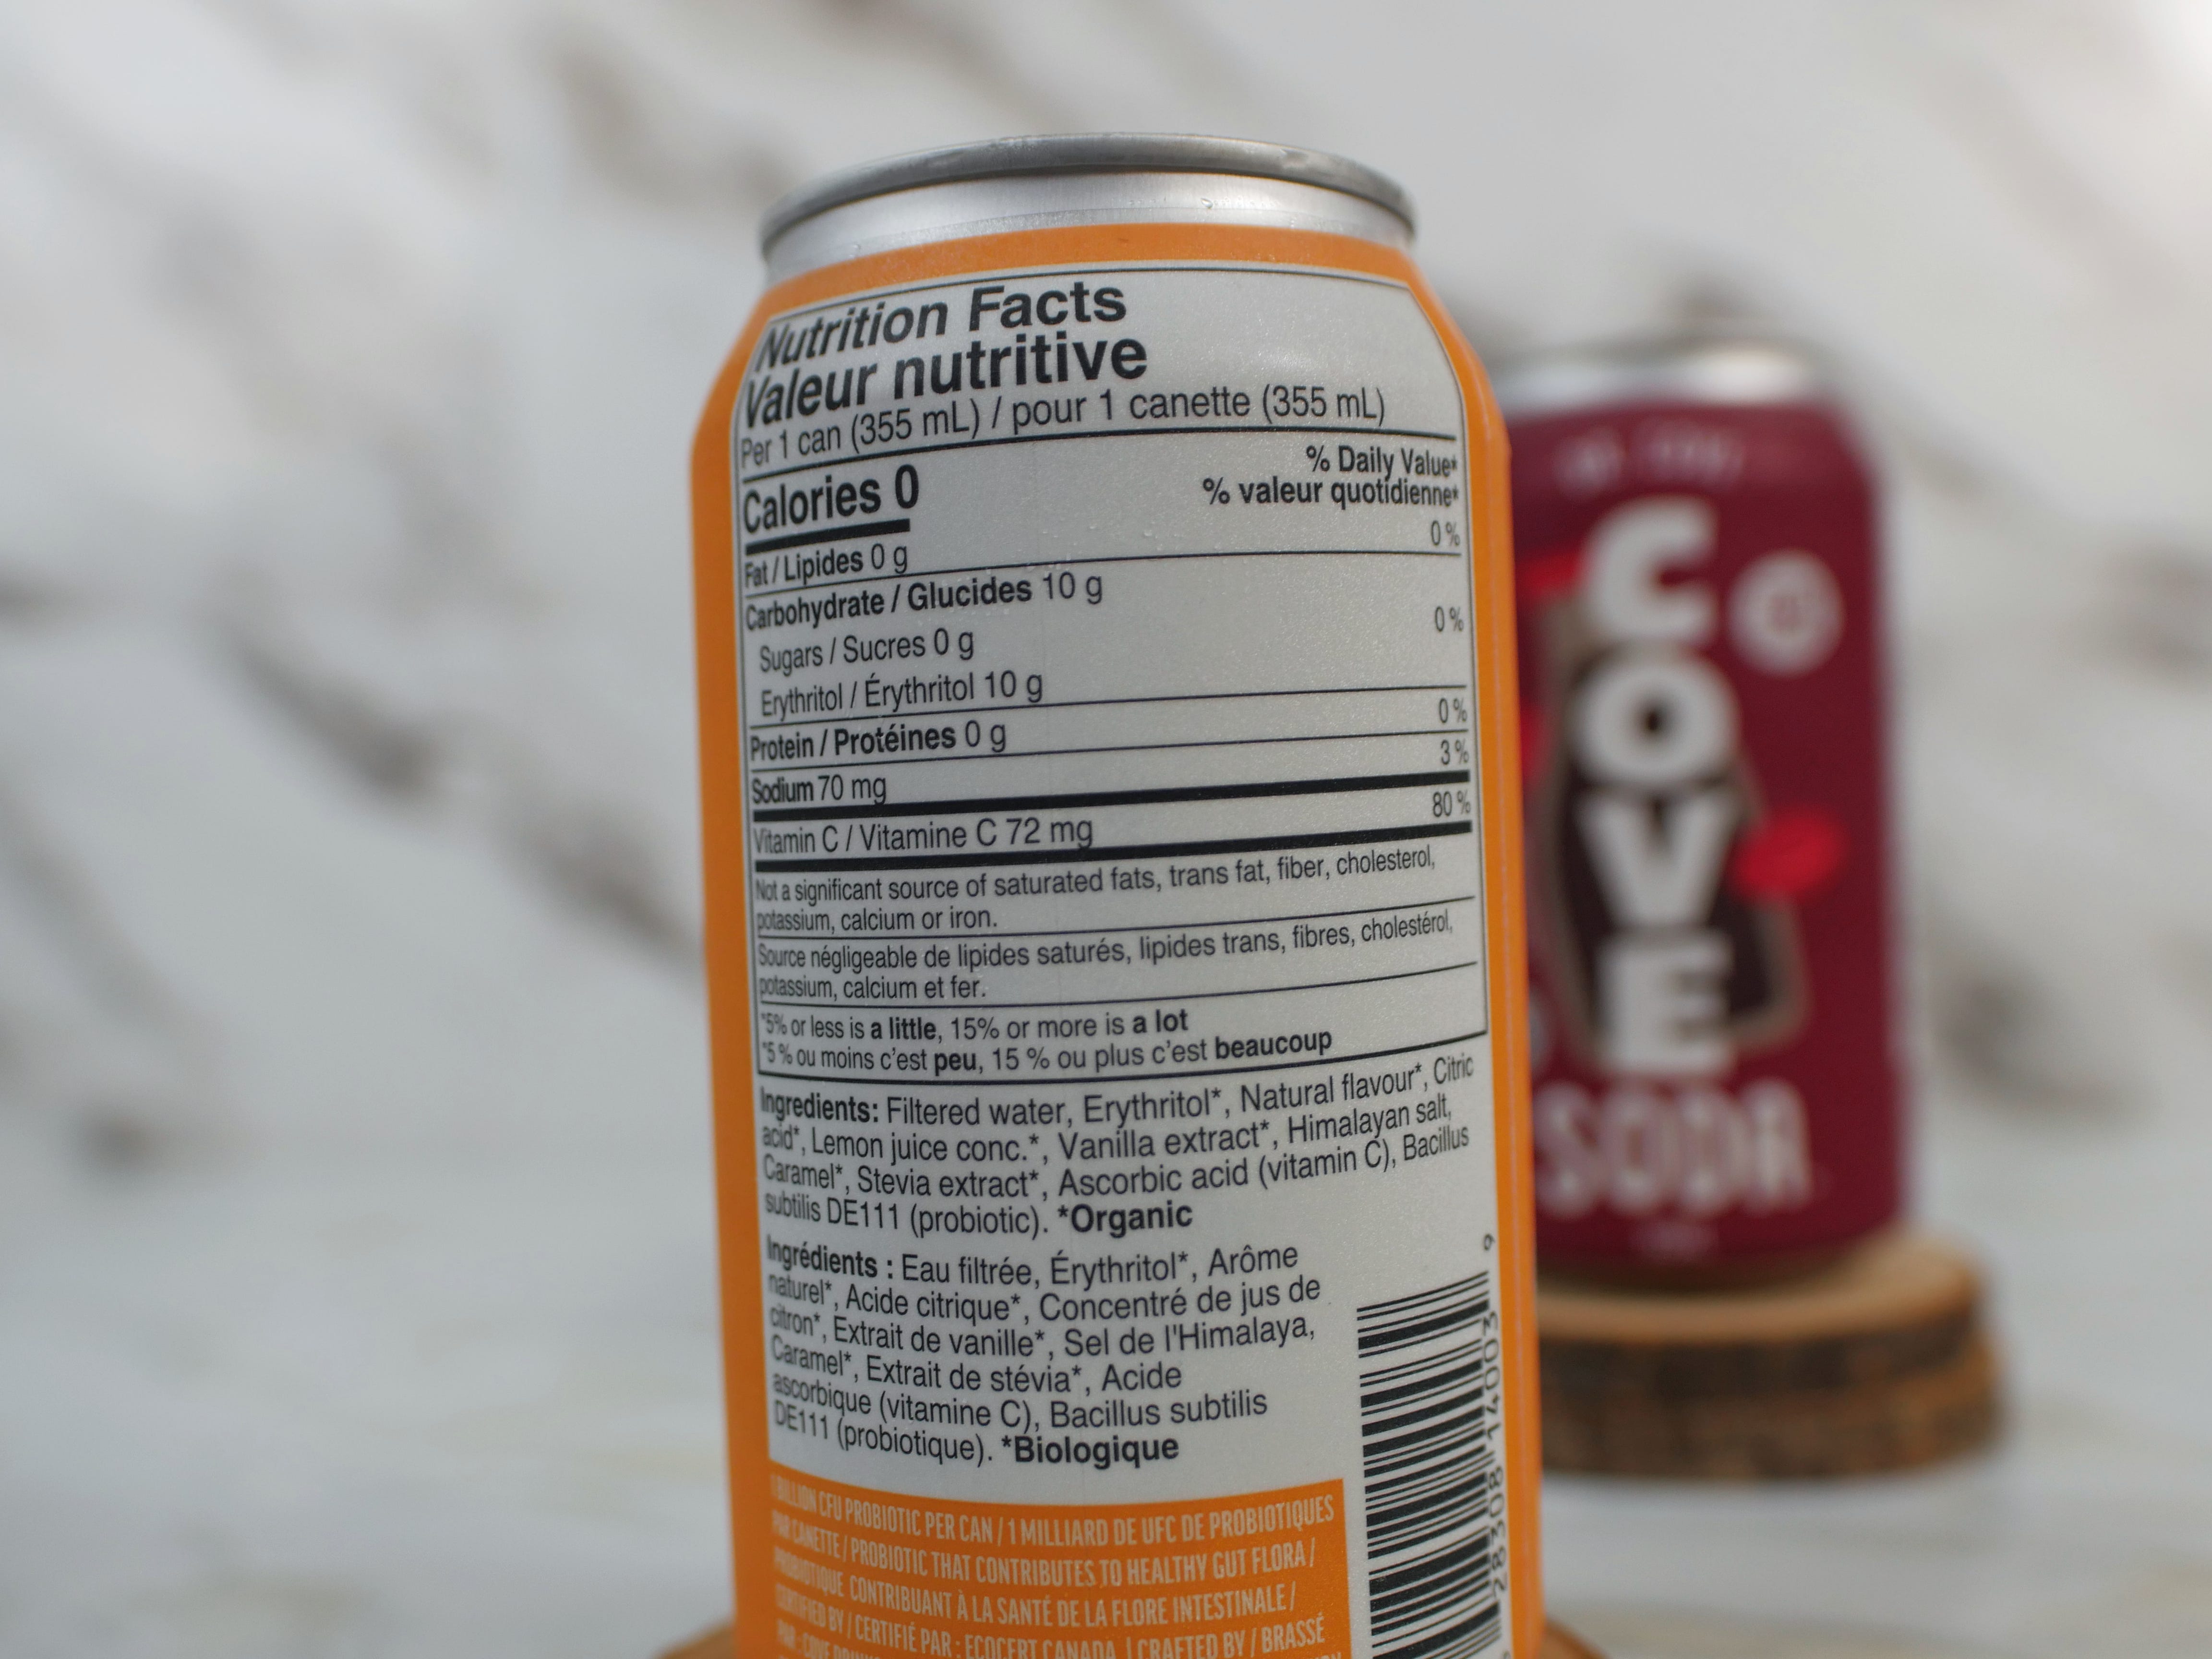 Nutrition Facts
Valeur nutritive
Per 1 can (355 mL) / pour 1 canette (355 mL)
% Daily Value*
Calories 0
% valeur quotidienne*
Fat / Lipides 0 g 0 %
Carbohydrate / Glucides 10 g
Sugars / Sucres 0 g 0 %
Erythritol / Érythritol 10 g
Protein / Protéines 0 g 0 %
Sodium 70 mg 3 %
Vitamin C / Vitamine C 72 mg 80 %
Not a significant source of saturated fats, trans fat, fiber, cholesterol,
potassium, calcium or iron.
Source négligeable de lipides saturés, lipides trans, fibres, cholestérol,
potassium, calcium et fer.
*5% or less is a little, 15% or more is a lot
*5 % ou moins c'est peu, 15 % ou plus c'est beaucoup
Ingredients: Filtered water, Erythritol*, Natural flavour*, Citric
acid*, Lemon juice conc.*, Vanilla extract*, Himalayan salt,
Caramel*, Stevia extract*, Ascorbic acid (vitamin C), Bacillus
subtilis DE111 (probiotic). *Organic
Ingrédients : Eau filtrée, Érythritol*, Arôme
naturel*, Acide citrique*, Concentré de jus de
citron*, Extrait de vanille*, Sel de l'Himalaya,
Caramel*, Extrait de stévia*, Acide
ascorbique (vitamine C), Bacillus subtilis
DE111 (probiotique). *Biologique
1 BILLION CFU PROBIOTIC PER CAN / 1 MILLIARD DE UFC DE PROBIOTIQUES
PAR CANETTE / PROBIOTIC THAT CONTRIBUTES TO HEALTHY GUT FLORA /
PROBIOTIQUE CONTRIBUANT À LA SANTÉ DE LA FLORE INTESTINALE /
CERTIFIED BY / CERTIFIÉ PAR : ECOCERT CANADA | CRAFTED BY / BRASSÉ
PAR : COVE
28308 14003 9
COVE
SODA